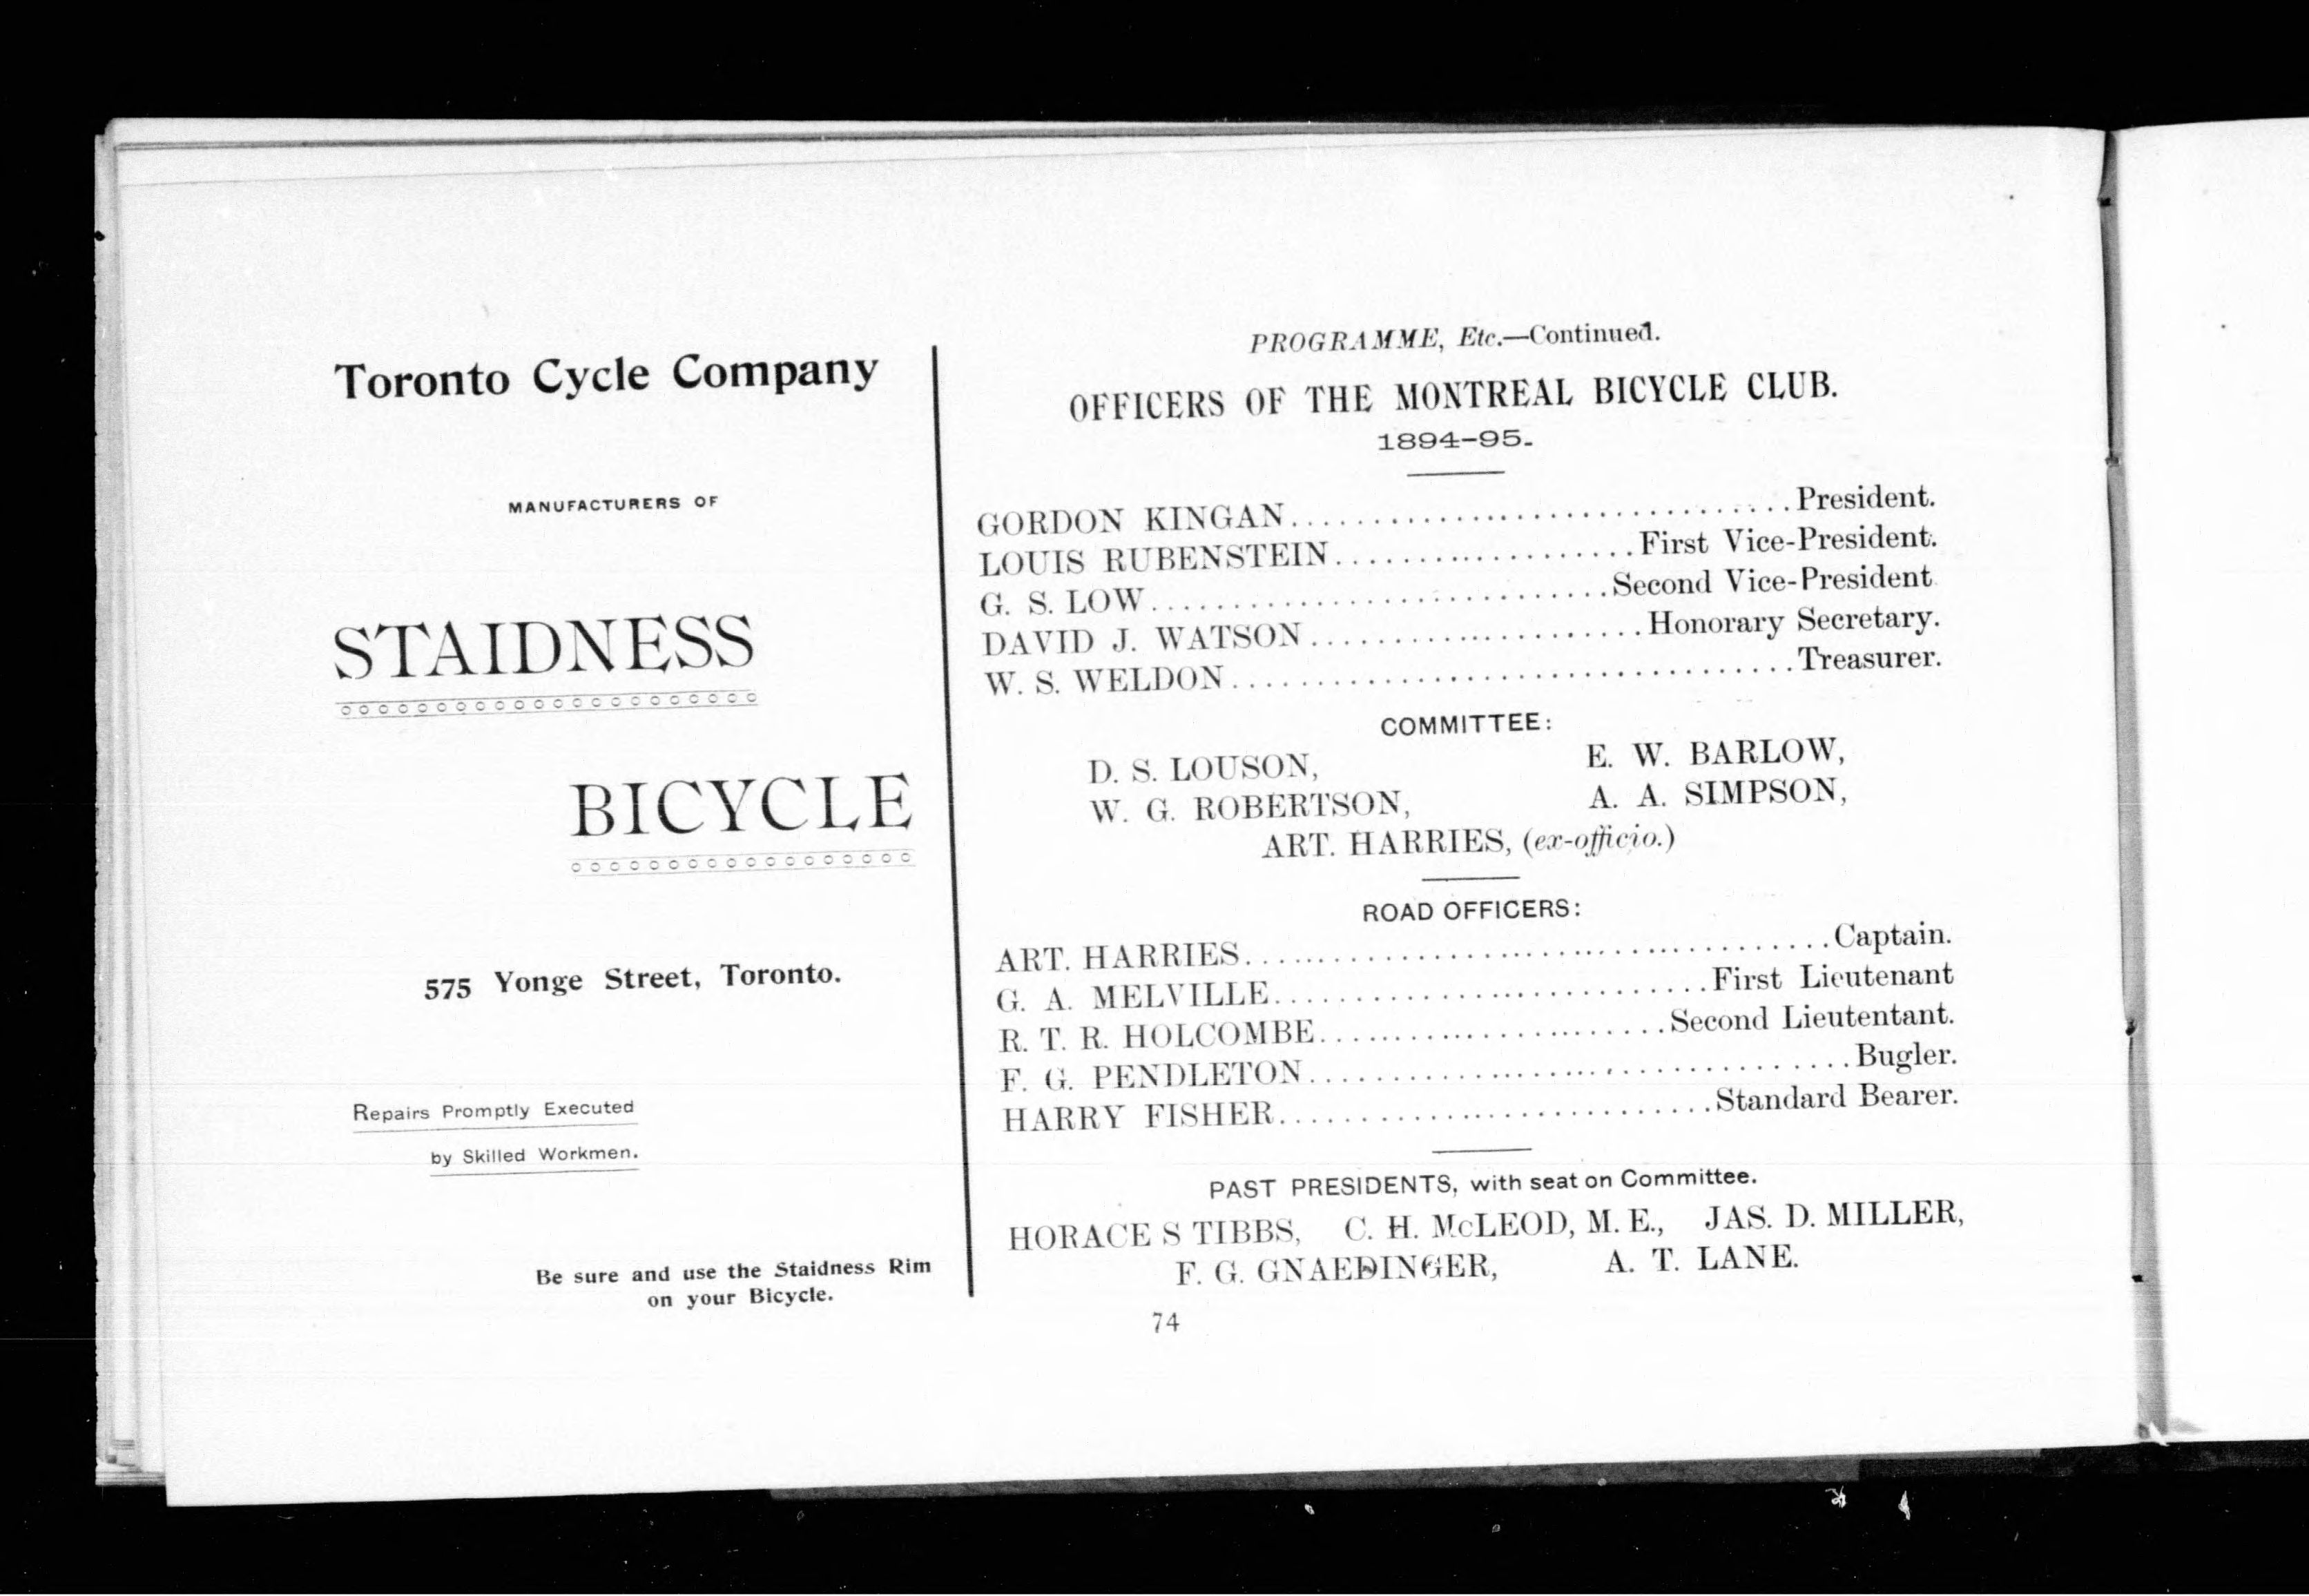 Toronto Cycle Company
MANUFACTURERS OF
STAIDNESS
BICYCLE
575 Yonge Street, Toronto.
Repairs Promptly Executed
by Skilled Workmen.
Be sure and use the Staidness Rim
on your Bicycle.
PROGRAMME, Etc.—Continued.
OFFICERS OF THE MONTREAL BICYCLE CLUB.
1894-95.
GORDON KINGAN................................President.
LOUIS RUBENSTEIN...................First Vice-President.
G. S. LOW............................Second Vice-President
DAVID J. WATSON.....................Honorary Secretary.
W. S. WELDON...................................Treasurer.
COMMITTEE:
D. S. LOUSON, E. W. BARLOW,
W. G. ROBERTSON, A. A. SIMPSON,
ART. HARRIES, (ex-officio.)
ROAD OFFICERS:
ART. HARRIES.....................................Captain.
G. A. MELVILLE...........................First Lieutenant
R. T. R. HOLCOMBE......................Second Lieutentant.
F. G. PENDLETON..................................Bugler.
HARRY FISHER...........................Standard Bearer.
PAST PRESIDENTS, with seat on Committee.
HORACE S TIBBS, C. H. McLEOD, M. E., JAS. D. MILLER,
F. G. GNAEDINGER, A. T. LANE.
74